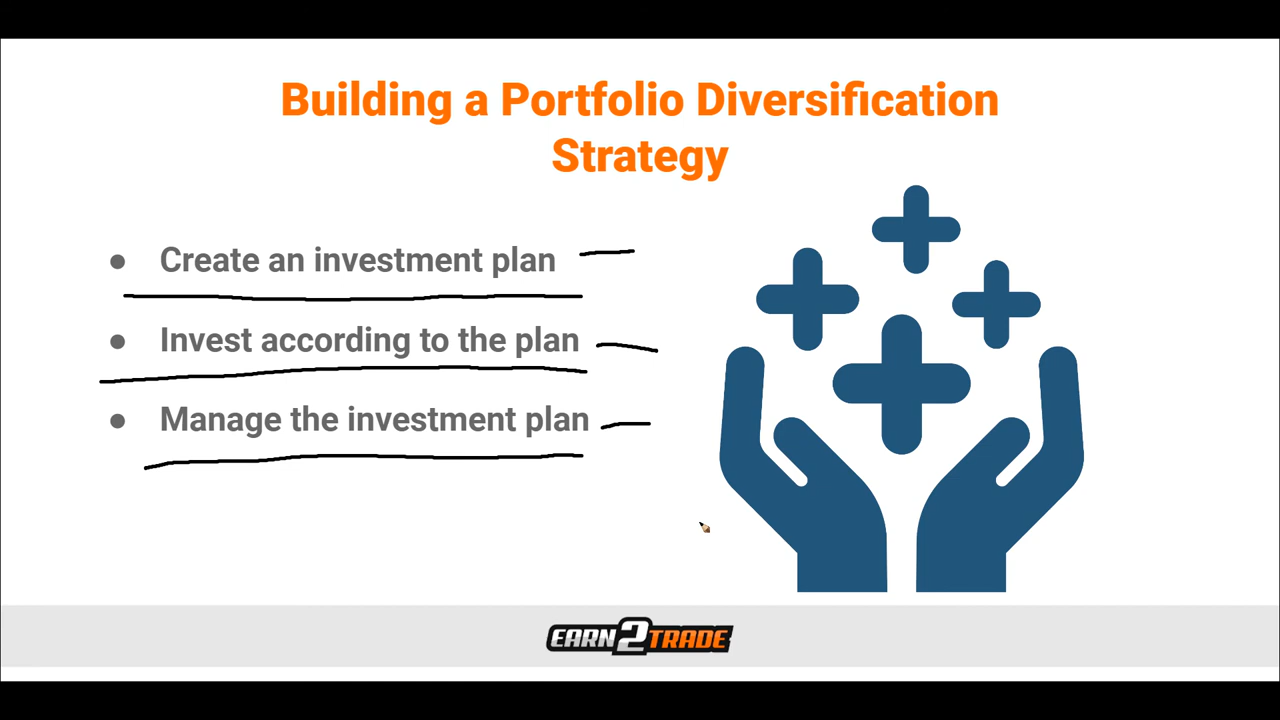 Building a Portfolio Diversification
Strategy
● Create an investment plan
● Invest according to the plan
● Manage the investment plan
EARN2TRADE